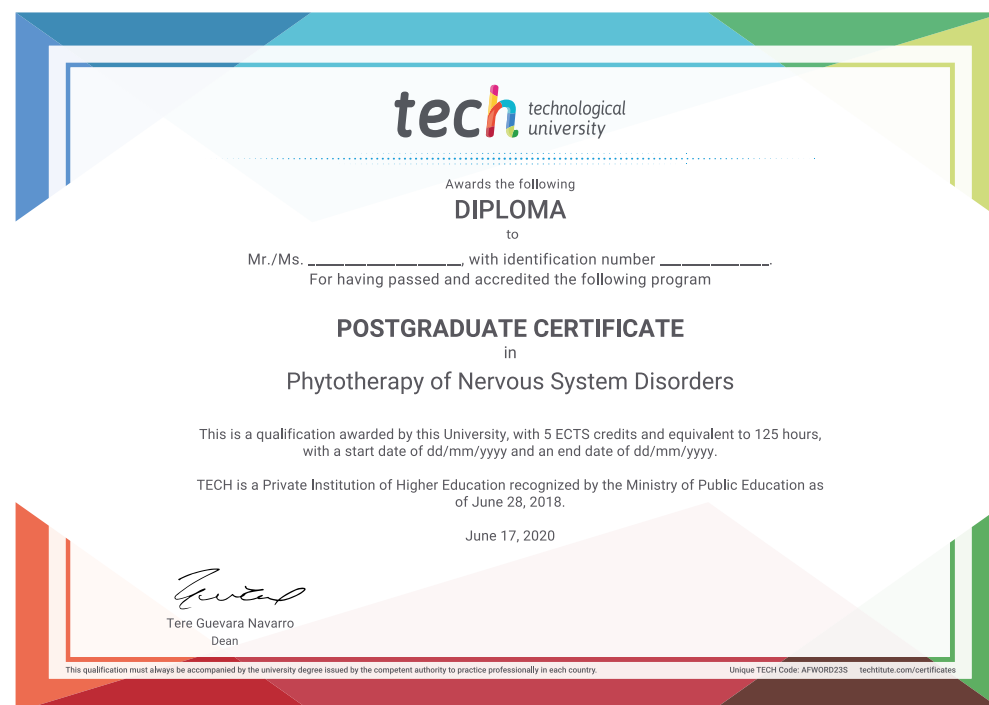 tech technological
university
Awards the following
DIPLOMA
to
Mr./Ms. ____________________, with identification number ______________.
For having passed and accredited the following program
POSTGRADUATE CERTIFICATE
in
Phytotherapy of Nervous System Disorders
This is a qualification awarded by this University, with 5 ECTS credits and equivalent to 125 hours,
with a start date of dd/mm/yyyy and an end date of dd/mm/yyyy.
TECH is a Private Institution of Higher Education recognized by the Ministry of Public Education as
of June 28, 2018.
June 17, 2020
Tere Guevara Navarro
Dean
This qualification must always be accompanied by the university degree issued by the competent authority to practice professionally in each country.
Unique TECH Code: AFWORD23S techtitute.com/certificates